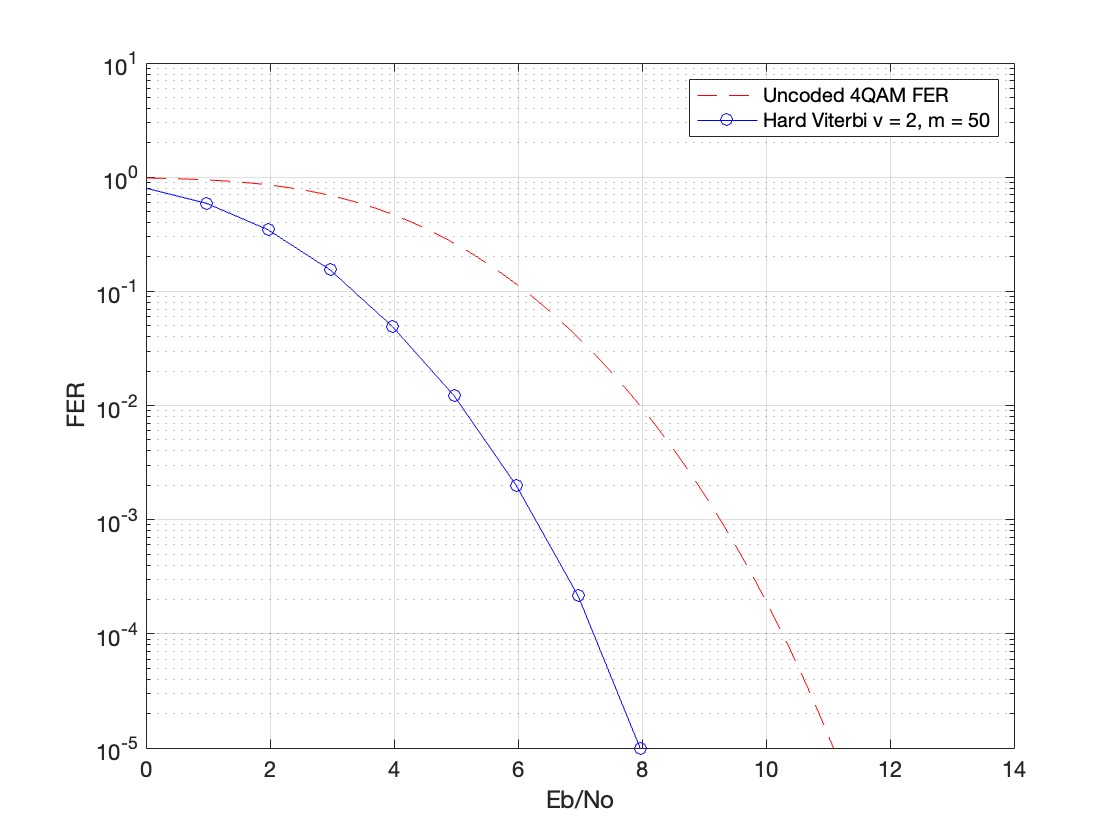 Uncoded 4QAM FER
Hard Viterbi v = 2, m = 50
10^1
10^0
10^-1
10^-2
10^-3
10^-4
10^-5
FER
0 2 4 6 8 10 12 14
Eb/No